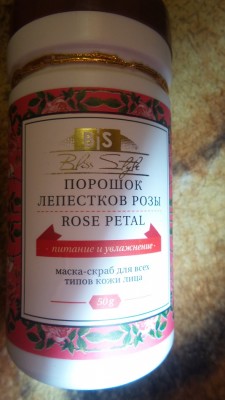 BS
Bliss Style
ПОРОШОК
ЛЕПЕСТКОВ РОЗЫ
ROSE PETAL
- питание и увлажнение -
маска-скраб для всех
типов кожи лица
50 g